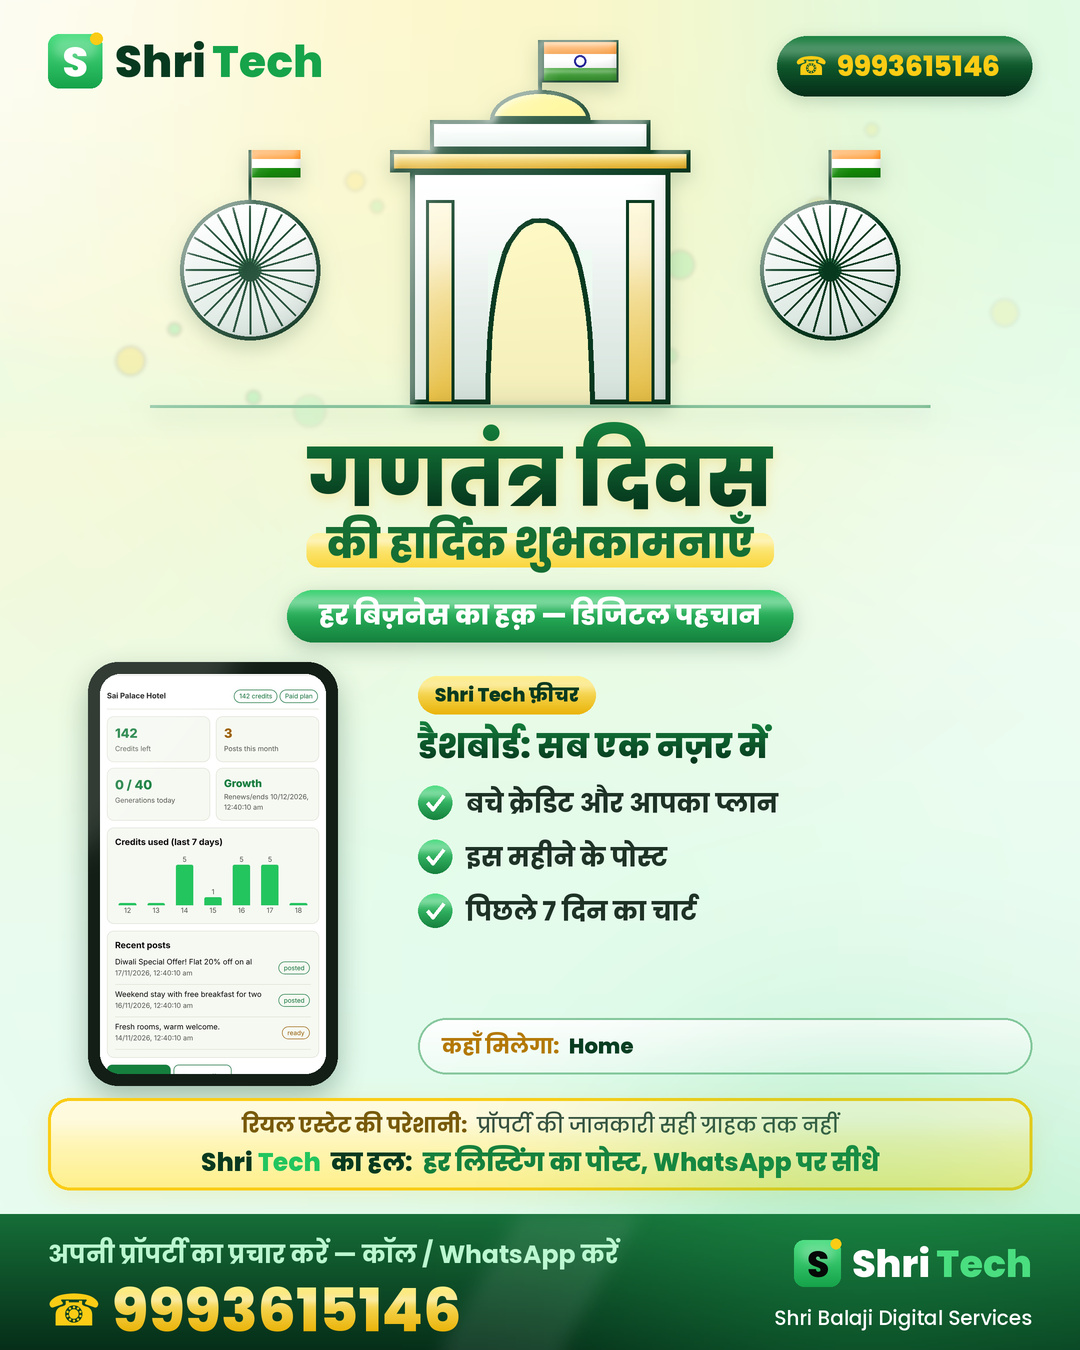 S Shri Tech
☎ 9993615146
गणतंत्र दिवस
की हार्दिक शुभकामनाएँ
हर बिज़नेस का हक़ — डिजिटल पहचान
Sai Palace Hotel
142 credits
Paid plan
142
Credits left
3
Posts this month
0 / 40
Generations today
Growth
Renews/ends 10/12/2026,
12:40:10 am
Credits used (last 7 days)
5 1 5 5
12 13 14 15 16 17 18
Recent posts
Diwali Special Offer! Flat 20% off on al
17/11/2026, 12:40:10 am
posted
Weekend stay with free breakfast for two
16/11/2026, 12:40:10 am
posted
Fresh rooms, warm welcome.
14/11/2026, 12:40:10 am
ready
Shri Tech फ़ीचर
डैशबोर्ड: सब एक नज़र में
बचे क्रेडिट और आपका प्लान
इस महीने के पोस्ट
पिछले 7 दिन का चार्ट
कहाँ मिलेगा: Home
रियल एस्टेट की परेशानी: प्रॉपर्टी की जानकारी सही ग्राहक तक नहीं
Shri Tech का हल: हर लिस्टिंग का पोस्ट, WhatsApp पर सीधे
अपनी प्रॉपर्टी का प्रचार करें — कॉल / WhatsApp करें
☎ 9993615146
S Shri Tech
Shri Balaji Digital Services